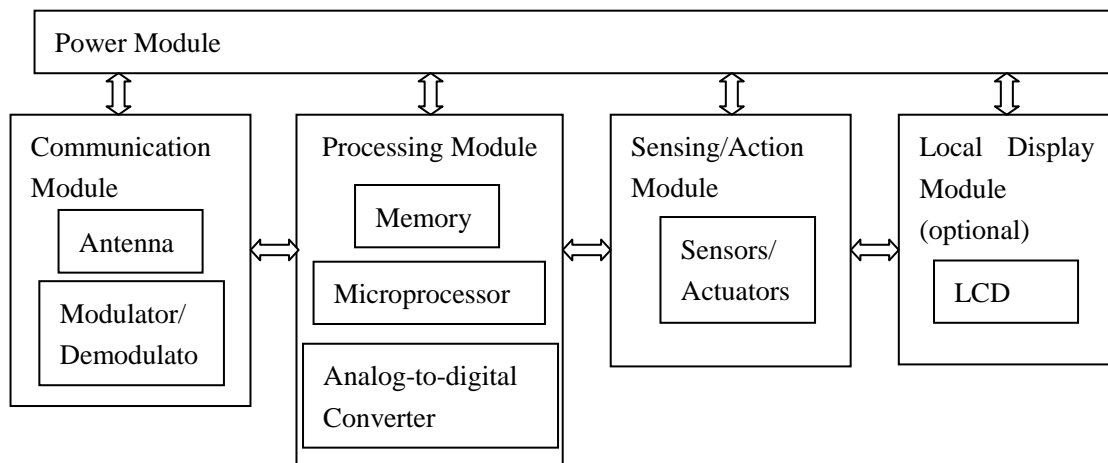 Power Module
Communication
Module
Antenna
Modulator/
Demodulato
Processing Module
Memory
Microprocessor
Analog-to-digital
Converter
Sensing/Action
Module
Sensors/
Actuators
Local Display
Module
(optional)
LCD